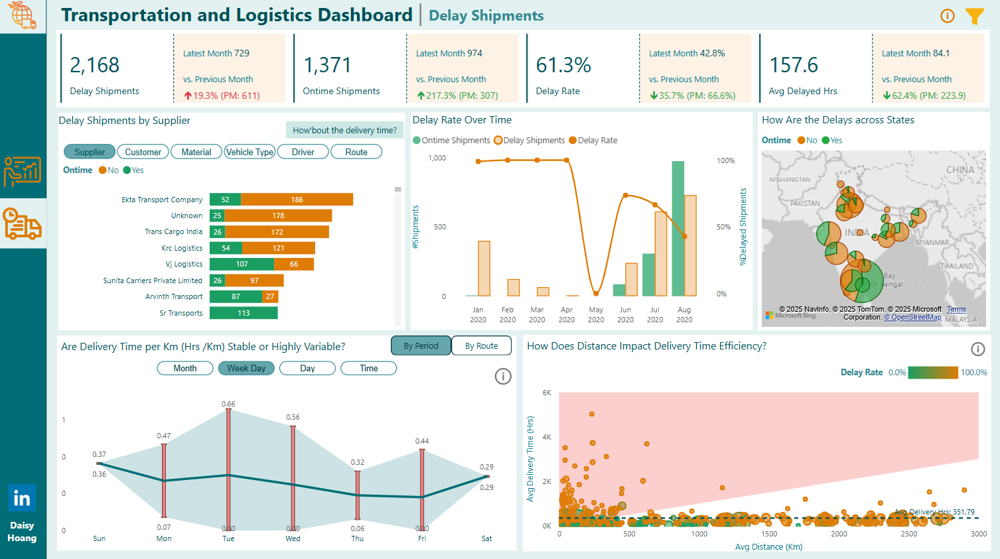 Transportation and Logistics Dashboard | Delay Shipments
2,168
Delay Shipments
Latest Month 729
vs. Previous Month
19.3% (PM: 611)
1,371
Ontime Shipments
Latest Month 974
vs. Previous Month
217.3% (PM: 307)
61.3%
Delay Rate
Latest Month 42.8%
vs. Previous Month
35.7% (PM: 66.6%)
157.6
Avg Delayed Hrs
Latest Month 84.1
vs. Previous Month
62.4% (PM: 223.9)
Delay Shipments by Supplier
How'bout the delivery time?
Supplier Customer Material Vehicle Type Driver Route
Ontime No Yes
Ekta Transport Company 52 186
Unknown 25 178
Trans Cargo India 26 172
Krc Logistics 54 121
Vj Logistics 107 66
Sunita Carriers Private Limited 26 97
Arvinth Transport 87 27
Sr Transports 113
Delay Rate Over Time
Ontime Shipments Delay Shipments Delay Rate
#Shipments
1,000
500
0
100%
50%
0%
%Delayed Shipments
Jan Feb Mar Apr May Jun Jul Aug
2020 2020 2020 2020 2020 2020 2020 2020
How Are the Delays across States
Ontime No Yes
CHINA
AFGHANISTAN
PAKISTAN
INDIA
MYANMAR
THAILAND
VIE
Bay
of Bengal
© 2025 NavInfo, © 2025 TomTom, © 2025 Microsoft Terms
Microsoft Bing
Corporation, © OpenStreetMap
MALAYSIA
Are Delivery Time per Km (Hrs /Km) Stable or Highly Variable?
By Period By Route
Month Week Day Day Time
1
0
0
0
0.37
0.36
0.47
0.07
0.66
0.00
0.56
0.00
0.32
0.06
0.44
0.00
0.29
0.29
Sun Mon Tue Wed Thu Fri Sat
How Does Distance Impact Delivery Time Efficiency?
Delay Rate 0.0% 100.0%
Avg Delivery Time (Hrs)
6K
4K
2K
0K
Avg Delivery Hrs: 351.79
0 500 1000 1500 2000 2500 3000
Avg Distance (Km)
in
Daisy
Hoang